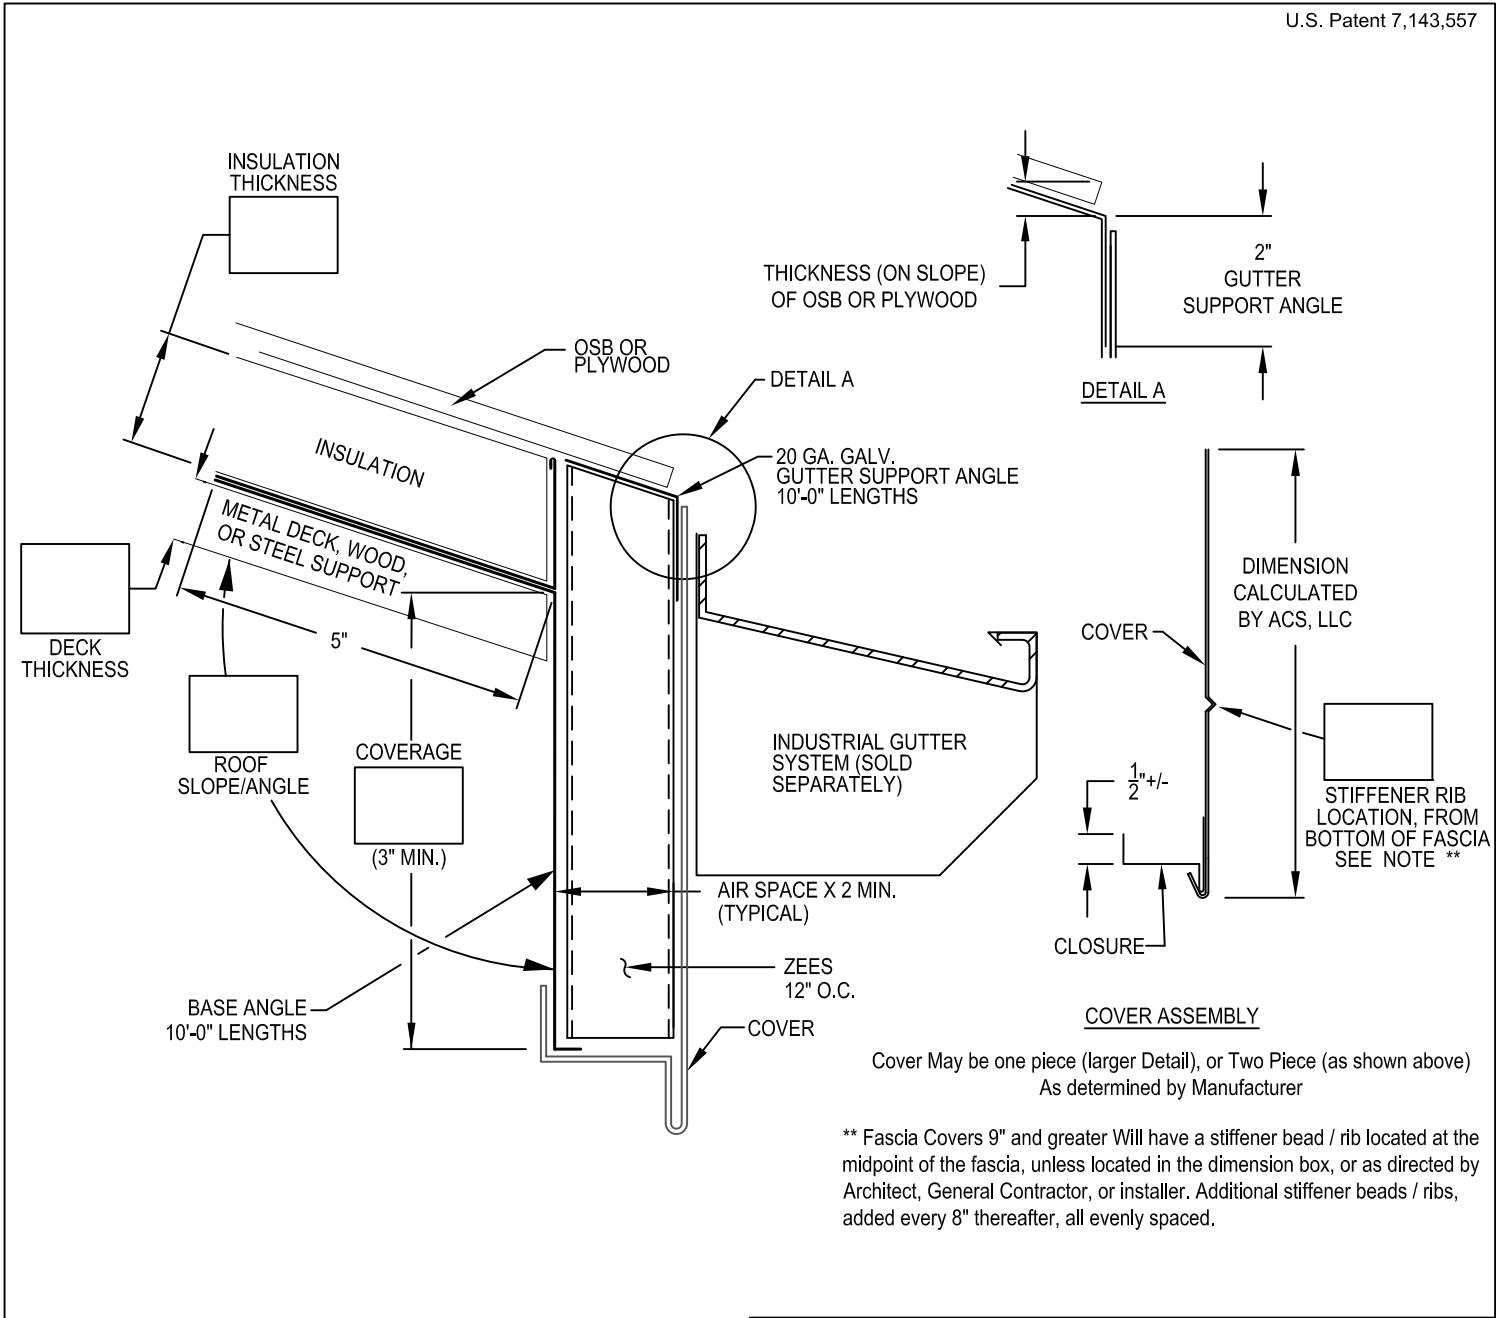 U.S. Patent 7,143,557
INSULATION
THICKNESS
THICKNESS (ON SLOPE)
OF OSB OR PLYWOOD
2"
GUTTER
SUPPORT ANGLE
DETAIL A
OSB OR
PLYWOOD
DETAIL A
INSULATION
20 GA. GALV.
GUTTER SUPPORT ANGLE
10'-0" LENGTHS
METAL DECK, WOOD,
OR STEEL SUPPORT
DECK
THICKNESS
5"
ROOF
SLOPE/ANGLE
COVERAGE
(3" MIN.)
INDUSTRIAL GUTTER
SYSTEM (SOLD
SEPARATELY)
DIMENSION
CALCULATED
BY ACS, LLC
COVER
1/2"+/-
STIFFENER RIB
LOCATION, FROM
BOTTOM OF FASCIA
SEE NOTE **
CLOSURE
AIR SPACE X 2 MIN.
(TYPICAL)
ZEES
12" O.C.
BASE ANGLE
10'-0" LENGTHS
COVER
COVER ASSEMBLY
Cover May be one piece (larger Detail), or Two Piece (as shown above)
As determined by Manufacturer
** Fascia Covers 9" and greater Will have a stiffener bead / rib located at the
midpoint of the fascia, unless located in the dimension box, or as directed by
Architect, General Contractor, or installer. Additional stiffener beads / ribs,
added every 8" thereafter, all evenly spaced.